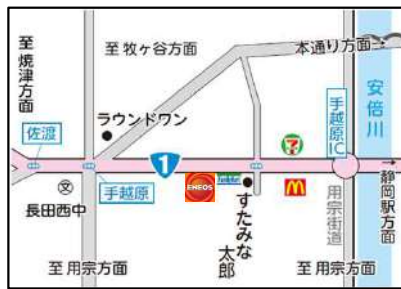 至焼津方面
至牧ヶ谷方面
本通り方面→
安倍川
佐渡
ラウンドワン
手越原IC
1
7
文
長田西中
手越原
ENEOS
すたみな
太郎
M
用宗街道
→静岡駅方面
至用宗方面
至用宗方面